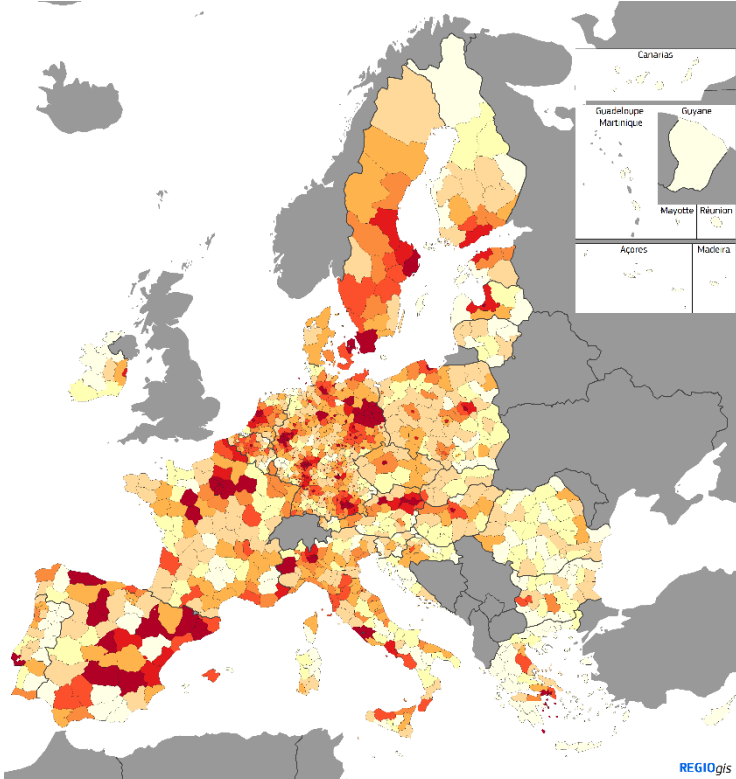 Canarias
Guadeloupe
Martinique
Guyane
Mayotte
Réunion
Açores
Madeira
REGIOgis